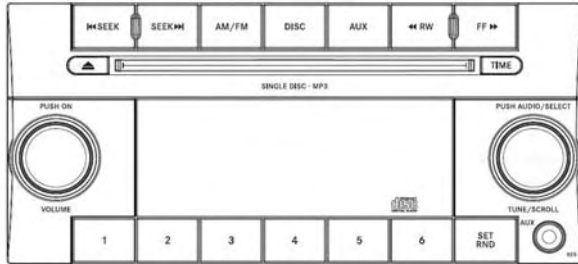 ⏮SEEK SEEK⏭ AM/FM DISC AUX ◀◀ RW FF ▶▶
TIME
SINGLE DISC · MP3
PUSH ON PUSH AUDIO/SELECT
VOLUME TUNE/SCROLL
AUX
1 2 3 4 5 6 SET
RND